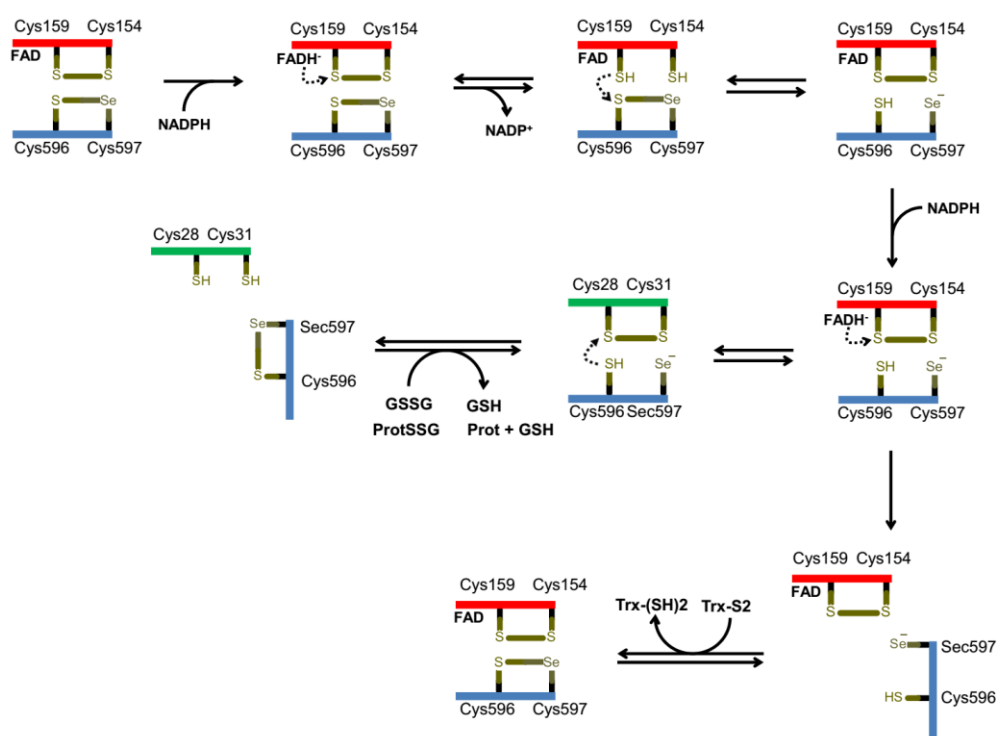 Cys159 Cys154
FAD
S S
S Se
Cys596 Cys597
NADPH
Cys159 Cys154
FADH-
S S
S Se
Cys596 Cys597
NADP+
Cys159 Cys154
FAD
SH SH
S Se
Cys596 Cys597
Cys159 Cys154
FAD
S S
SH Se-
Cys596 Cys597
NADPH
Cys28 Cys31
SH SH
Se Sec597
S Cys596
GSSG GSH
ProtSSG Prot + GSH
Cys28 Cys31
S S
SH Se-
Cys596 Sec597
Cys159 Cys154
FADH-
S S
SH Se-
Cys596 Cys597
Cys159 Cys154
FAD
S S
S Se
Cys596 Cys597
Trx-(SH)2 Trx-S2
Cys159 Cys154
FAD
S S
Se- Sec597
HS Cys596